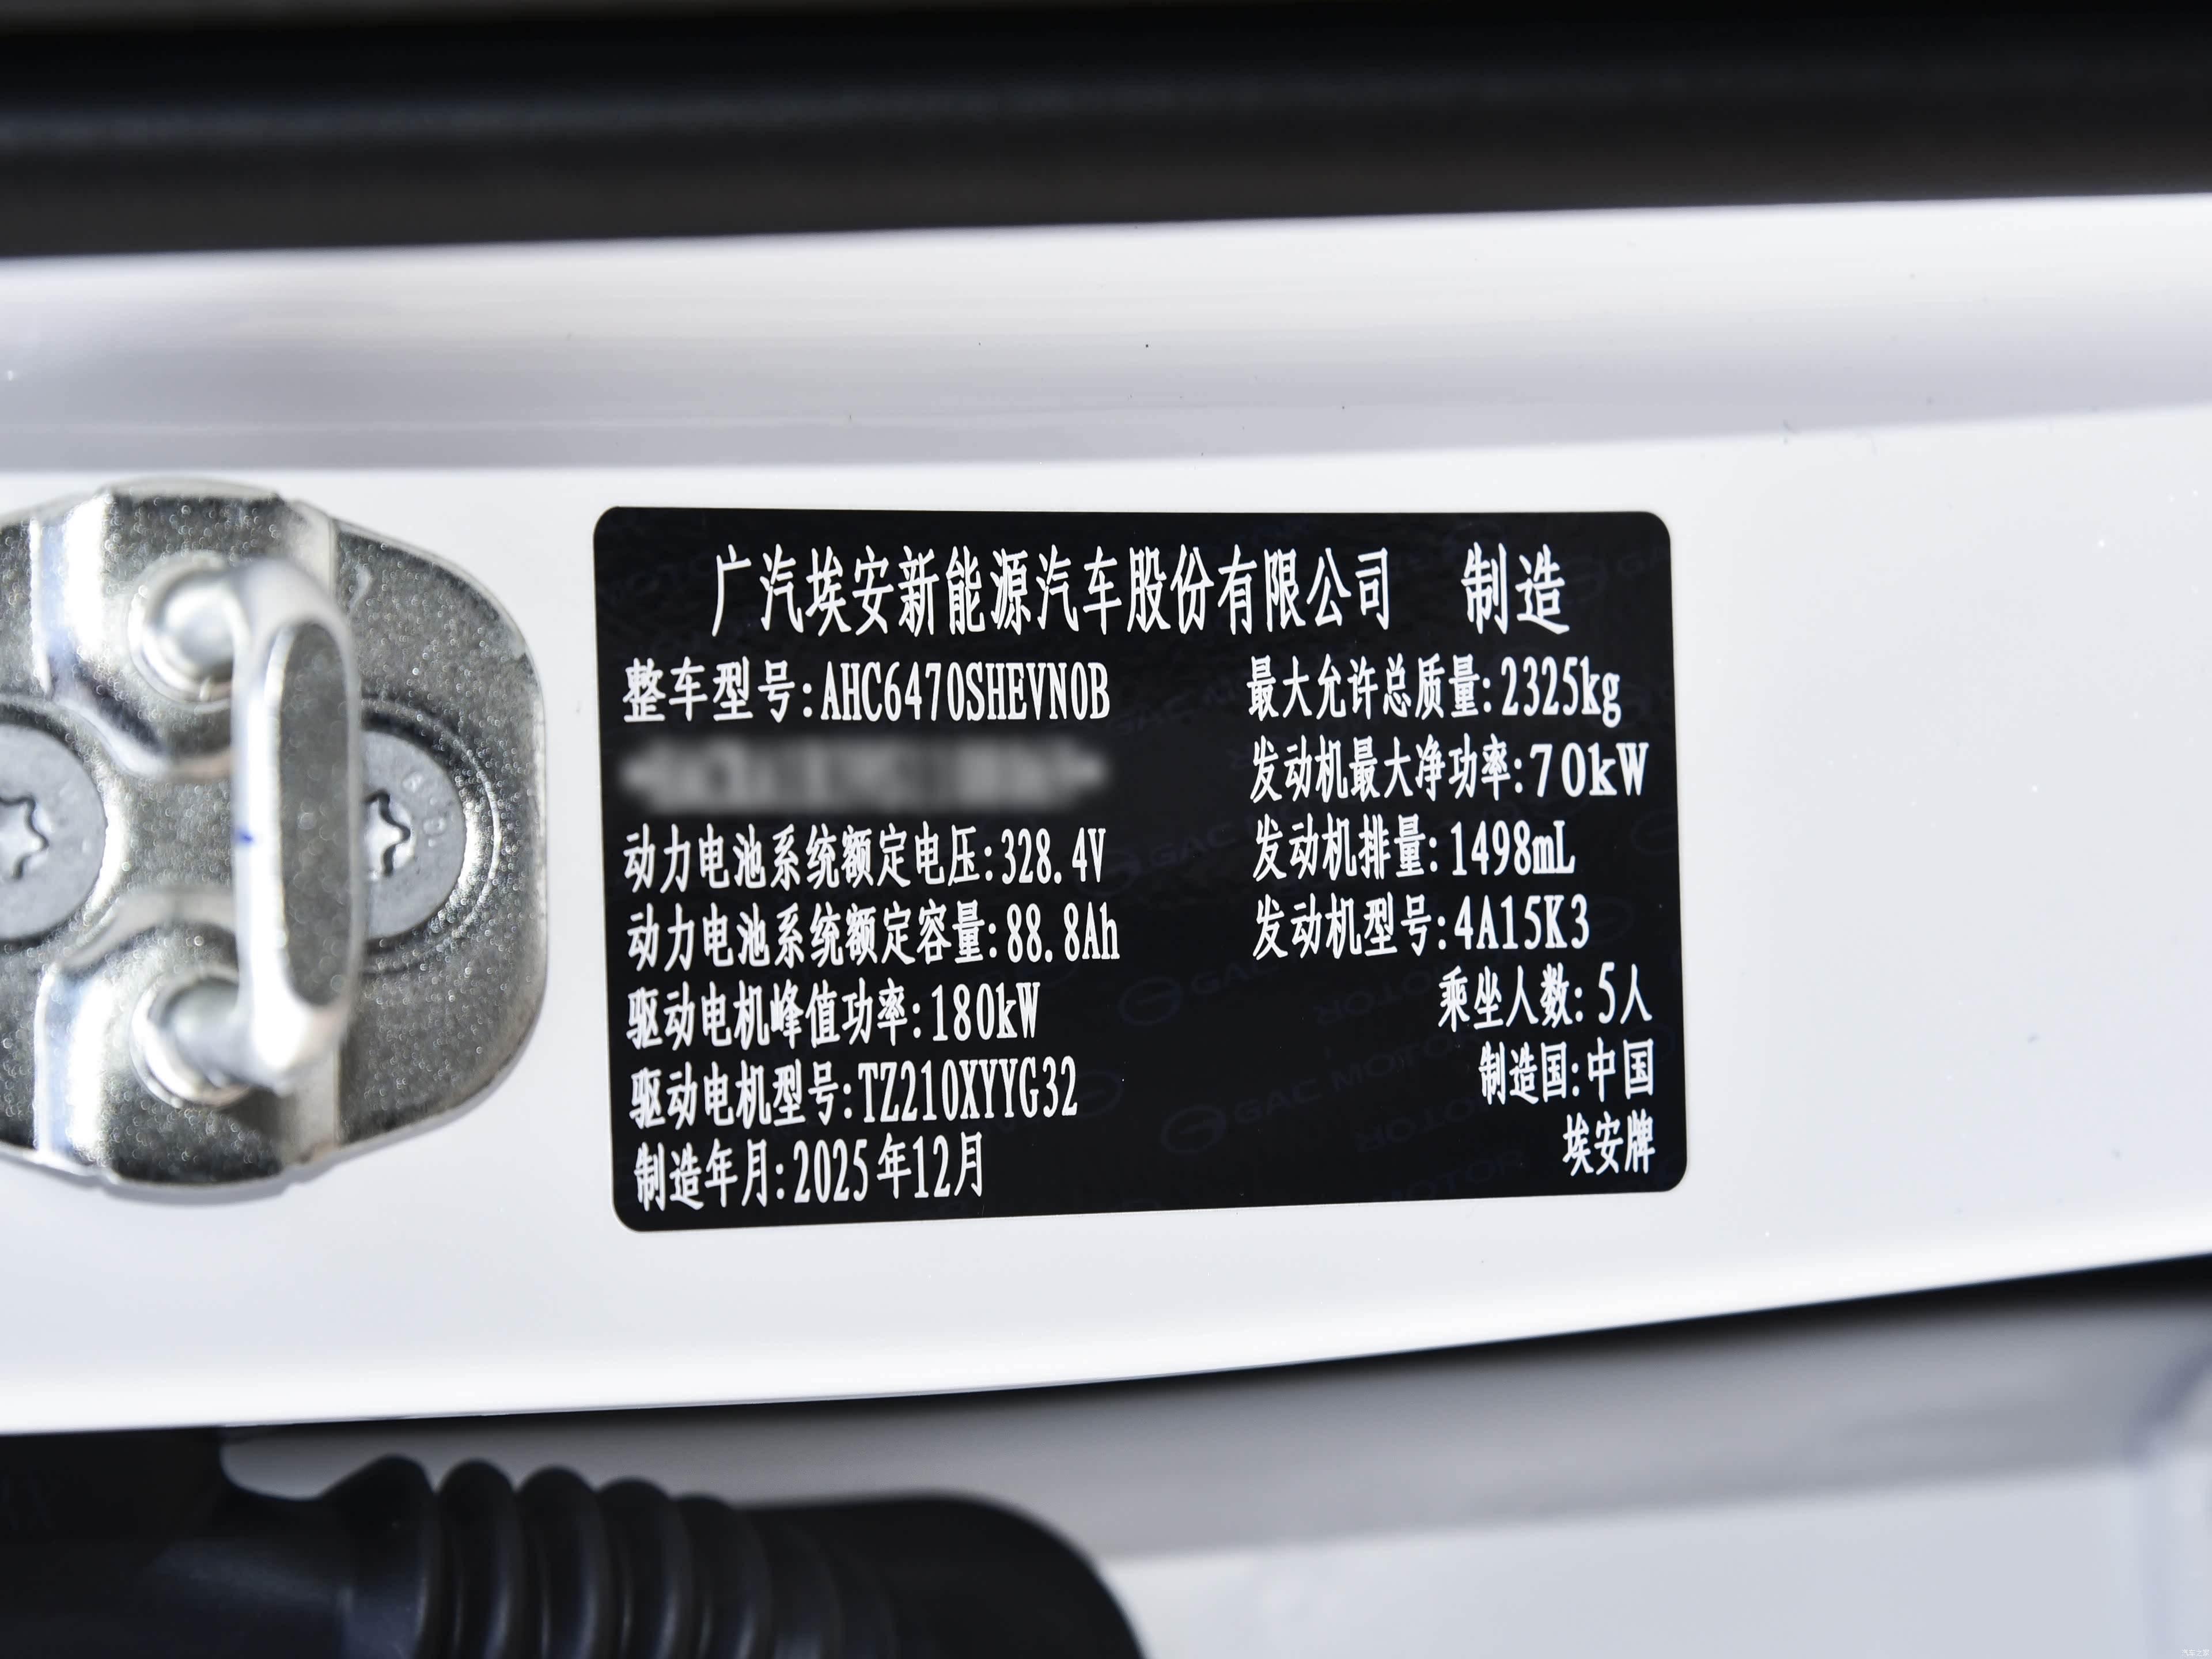 广汽埃安新能源汽车股份有限公司 制造
整车型号:AHC6470SHEVN0B
最大允许总质量:2325kg
发动机最大净功率:70kW
动力电池系统额定电压:328.4V
发动机排量:1498mL
动力电池系统额定容量:88.8Ah
发动机型号:4A15K3
驱动电机峰值功率:180kW
乘坐人数:5人
驱动电机型号:TZ210XYYG32
制造国:中国
制造年月:2025年12月
埃安牌
GAC MOTOR
汽车之家